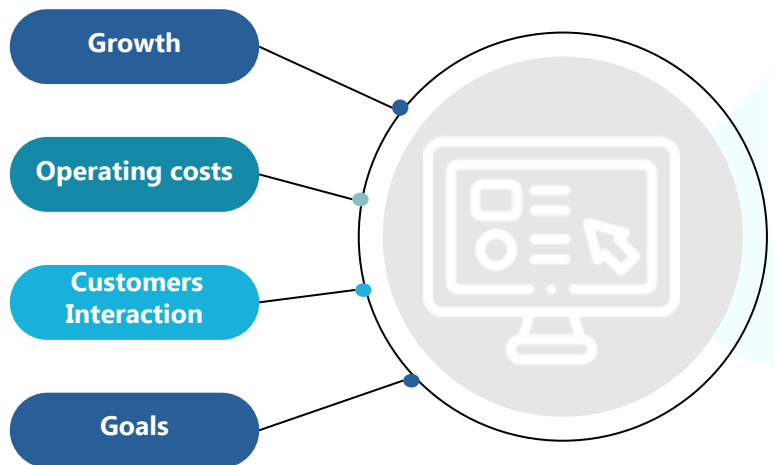 Growth
Operating costs
Customers
Interaction
Goals